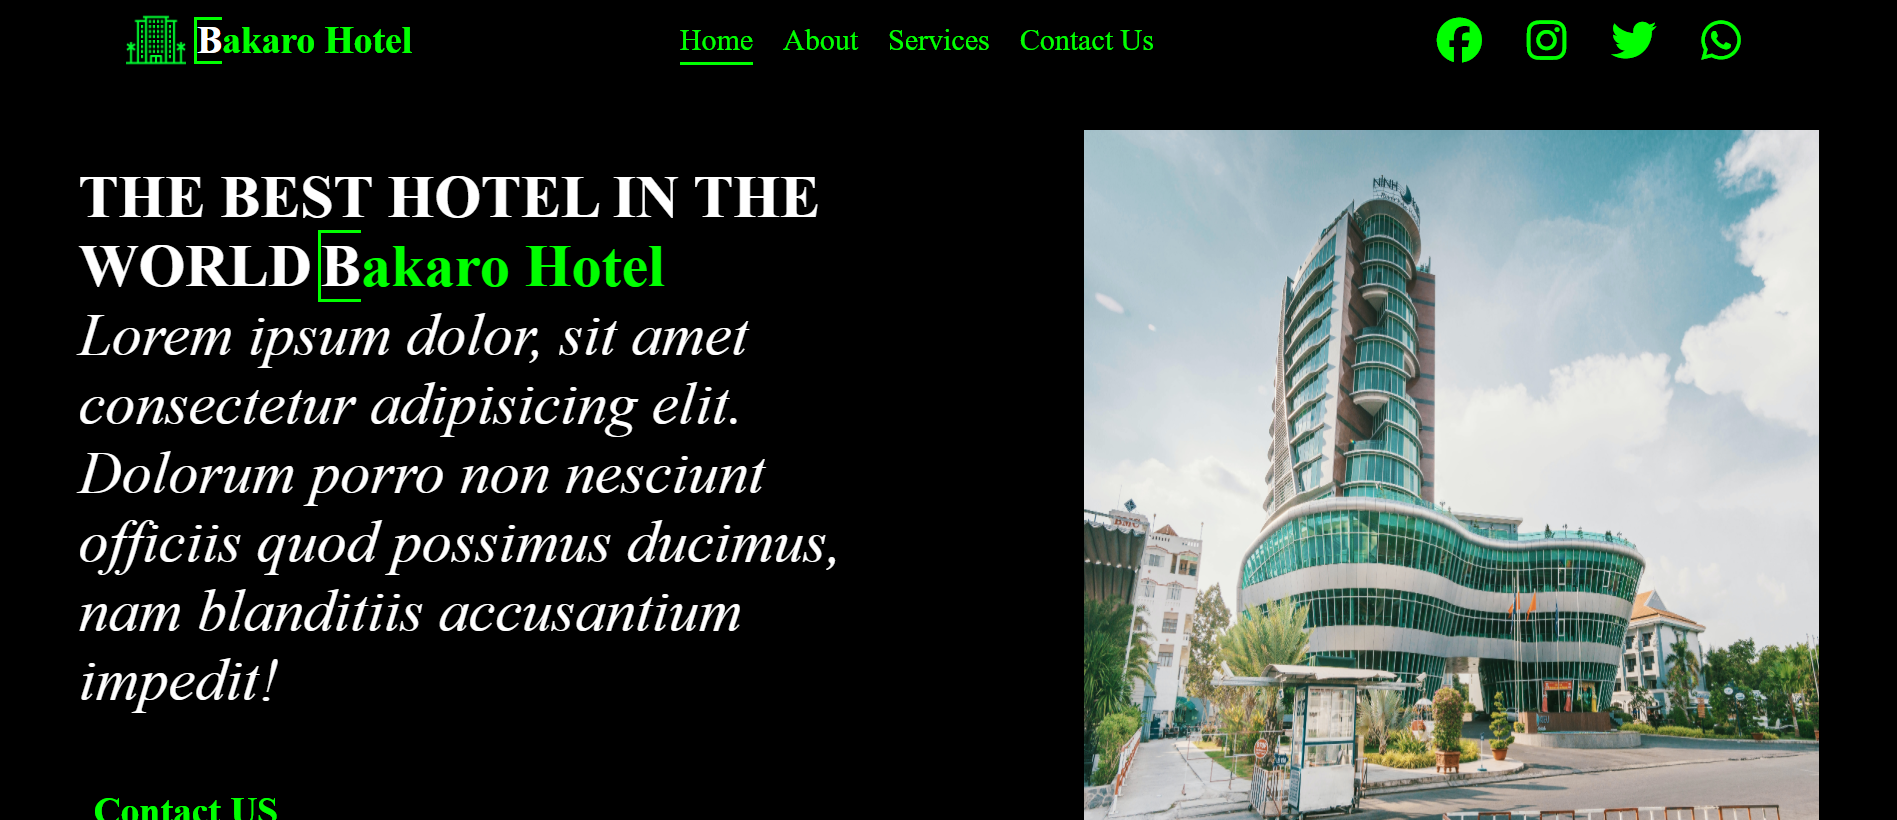 Bakaro Hotel
Home About Services Contact Us
THE BEST HOTEL IN THE
WORLD Bakaro Hotel
Lorem ipsum dolor, sit amet
consectetur adipisicing elit.
Dolorum porro non nesciunt
officiis quod possimus ducimus,
nam blanditiis accusantium
impedit!
NINH
Contact US